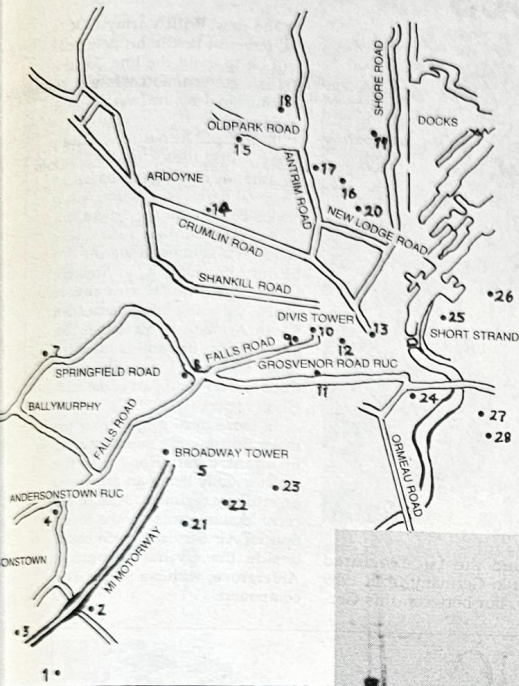 SHORE ROAD
18
OLDPARK ROAD
DOCKS
15
19
ARDOYNE
ANTRIM ROAD
17
16
14
20
CRUMLIN ROAD
NEW LODGE ROAD
SHANKILL ROAD
26
DIVIS TOWER
25
10
13
SHORT STRAND
9
12
7
FALLS ROAD
8
GROSVENOR ROAD RUC
SPRINGFIELD ROAD
11
24
BALLYMURPHY
27
FALLS ROAD
28
ORMEAU ROAD
BROADWAY TOWER
5
23
ANDERSONSTOWN RUC
22
4
21
ONSTOWN
MI MOTORWAY
2
3
1